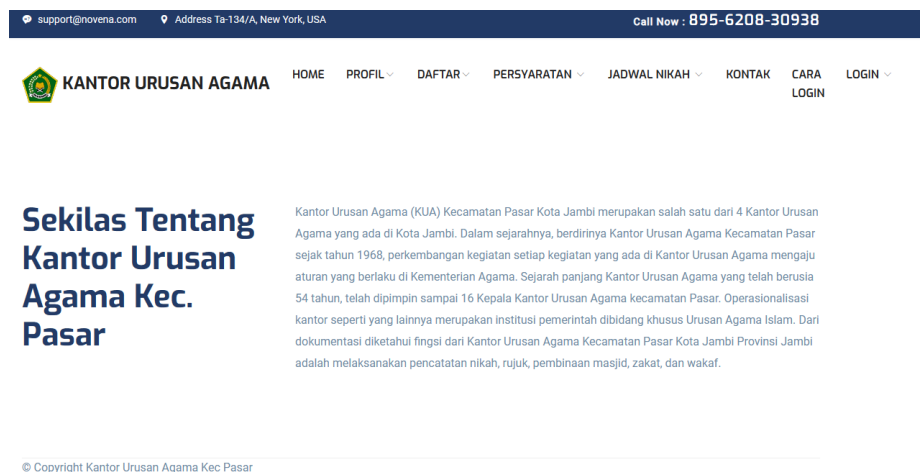 support@novena.com Address Ta-134/A, New York, USA Call Now : 895-6208-30938
KANTOR URUSAN AGAMA HOME PROFIL DAFTAR PERSYARATAN JADWAL NIKAH KONTAK CARA LOGIN LOGIN
Sekilas Tentang
Kantor Urusan
Agama Kec.
Pasar
Kantor Urusan Agama (KUA) Kecamatan Pasar Kota Jambi merupakan salah satu dari 4 Kantor Urusan
Agama yang ada di Kota Jambi. Dalam sejarahnya, berdirinya Kantor Urusan Agama Kecamatan Pasar
sejak tahun 1968, perkembangan kegiatan setiap kegiatan yang ada di Kantor Urusan Agama mengaju
aturan yang berlaku di Kementerian Agama. Sejarah panjang Kantor Urusan Agama yang telah berusia
54 tahun, telah dipimpin sampai 16 Kepala Kantor Urusan Agama kecamatan Pasar. Operasionalisasi
kantor seperti yang lainnya merupakan institusi pemerintah dibidang khusus Urusan Agama Islam. Dari
dokumentasi diketahui fingsi dari Kantor Urusan Agama Kecamatan Pasar Kota Jambi Provinsi Jambi
adalah melaksanakan pencatatan nikah, rujuk, pembinaan masjid, zakat, dan wakaf.
© Copyright Kantor Urusan Agama Kec Pasar